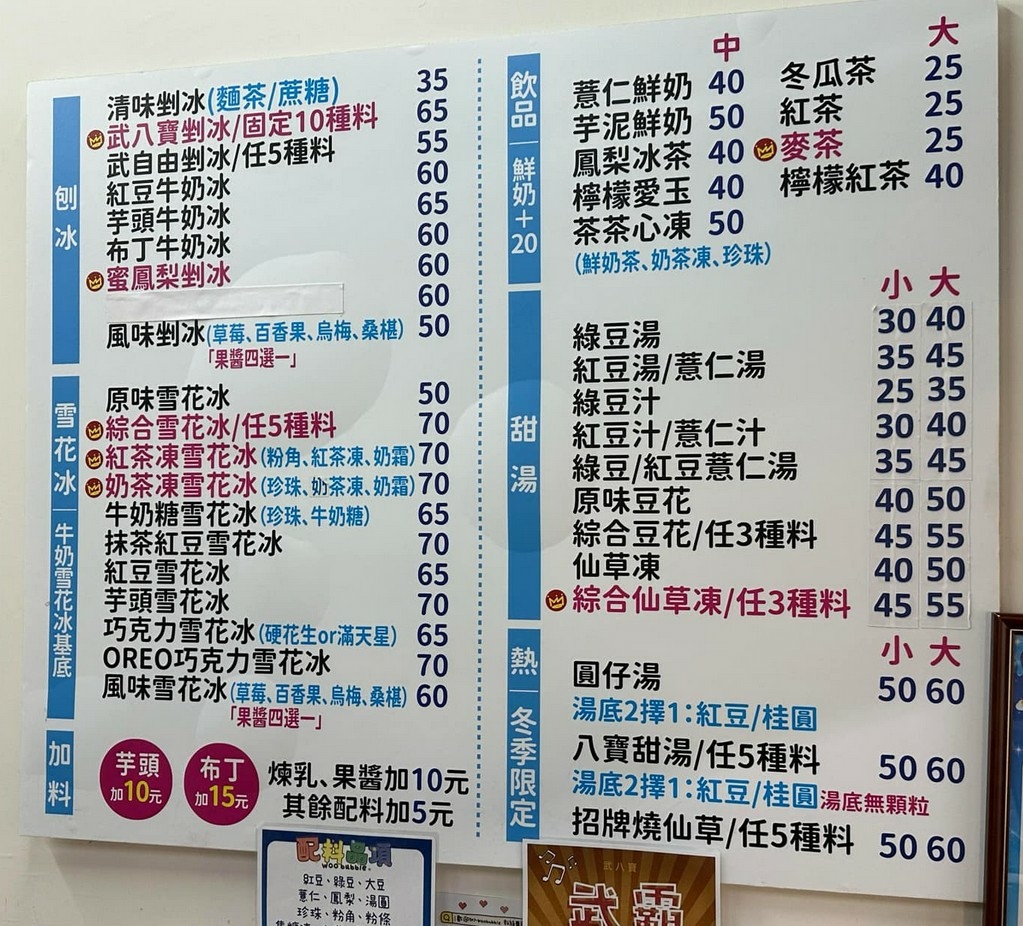 刨冰
清味剉冰(麵茶/蔗糖) 35
武八寶剉冰/固定10種料 65
武自由剉冰/任5種料 55
紅豆牛奶冰 60
芋頭牛奶冰 65
布丁牛奶冰 60
蜜鳳梨剉冰 60
60
風味剉冰(草莓、百香果、烏梅、桑椹) 50
「果醬四選一」
雪花冰|牛奶雪花冰基底
原味雪花冰 50
綜合雪花冰/任5種料 70
紅茶凍雪花冰(粉角、紅茶凍、奶霜) 70
奶茶凍雪花冰(珍珠、奶茶凍、奶霜) 70
牛奶糖雪花冰(珍珠、牛奶糖) 65
抹茶紅豆雪花冰 70
紅豆雪花冰 65
芋頭雪花冰 70
巧克力雪花冰(硬花生or滿天星) 65
OREO巧克力雪花冰 70
風味雪花冰(草莓、百香果、烏梅、桑椹) 60
「果醬四選一」
加料
芋頭
加10元
布丁
加15元
煉乳、果醬加10元
其餘配料加5元
飲品|鮮奶+20
中
薏仁鮮奶 40
芋泥鮮奶 50
鳳梨冰茶 40
檸檬愛玉 40
茶茶心凍 50
(鮮奶茶、奶茶凍、珍珠)
大
冬瓜茶 25
紅茶 25
麥茶 25
檸檬紅茶 40
甜湯
小 大
綠豆湯 30 40
紅豆湯/薏仁湯 35 45
綠豆汁 25 35
紅豆汁/薏仁汁 30 40
綠豆/紅豆薏仁湯 35 45
原味豆花 40 50
綜合豆花/任3種料 45 55
仙草凍 40 50
綜合仙草凍/任3種料 45 55
熱|冬季限定
小 大
圓仔湯 50 60
湯底2擇1:紅豆/桂圓
八寶甜湯/任5種料 50 60
湯底2擇1:紅豆/桂圓湯底無顆粒
招牌燒仙草/任5種料 50 60
配料品項
woo babble
紅豆、綠豆、大豆
薏仁、鳳梨、湯圓
珍珠、粉角、粉條
武八寶
武霸